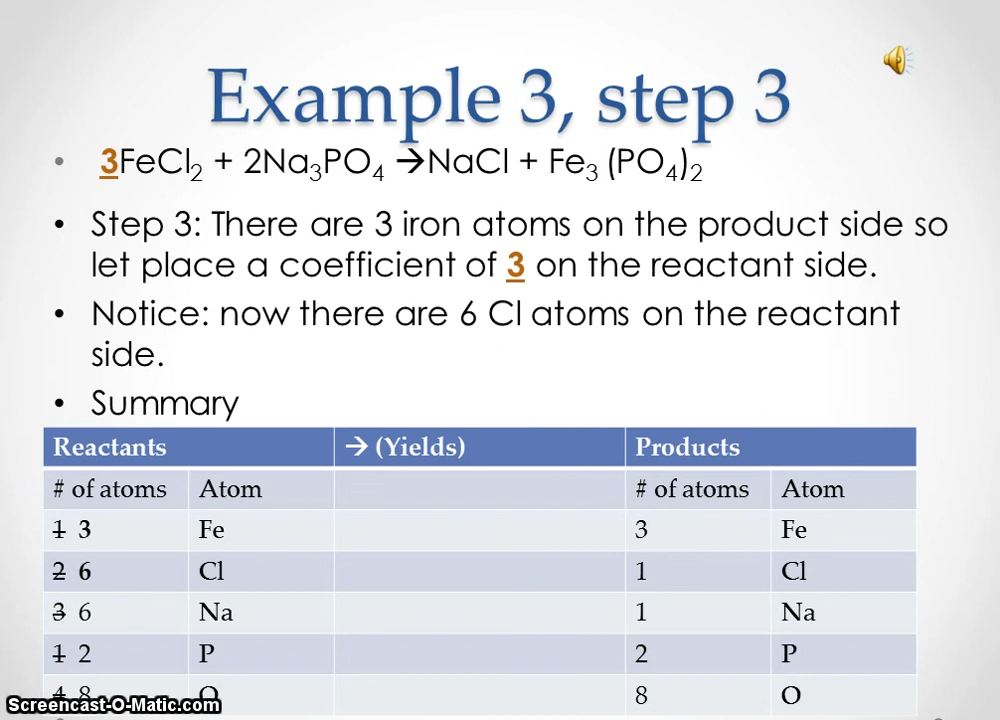 Example 3, step 3
• 3FeCl₂ + 2Na₃PO₄ →NaCl + Fe₃ (PO₄)₂
• Step 3: There are 3 iron atoms on the product side so
let place a coefficient of 3 on the reactant side.
• Notice: now there are 6 Cl atoms on the reactant
side.
• Summary
Reactants → (Yields) Products
# of atoms Atom # of atoms Atom
1 3 Fe 3 Fe
2 6 Cl 1 Cl
3 6 Na 1 Na
1 2 P 2 P
4 8 O 8 O
Screencast-O-Matic.com